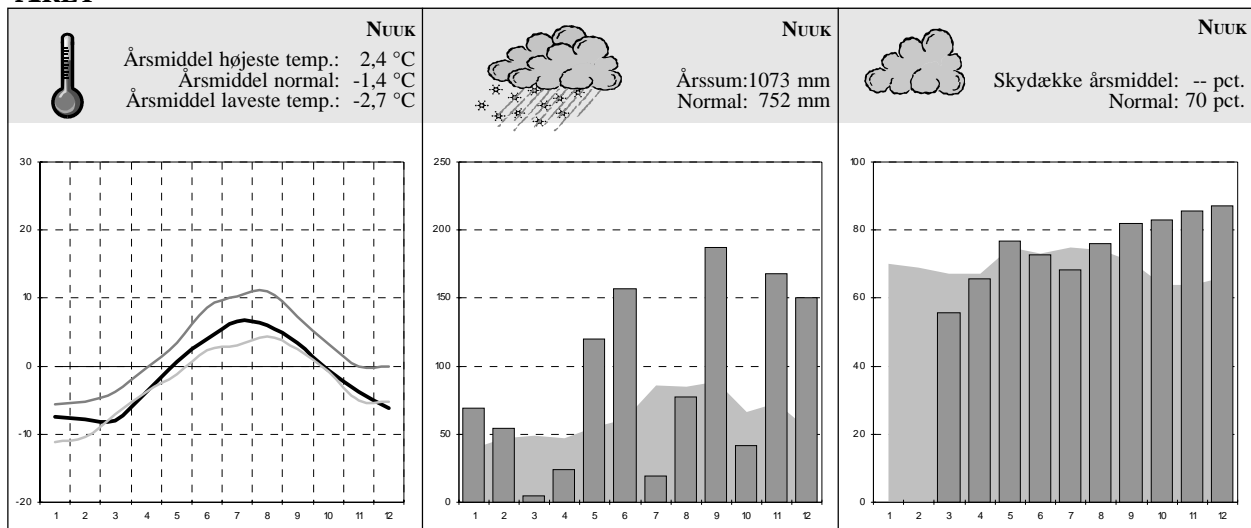 ÅRET
NUUK
Årsmiddel højeste temp.: 2,4 °C
Årsmiddel normal: -1,4 °C
Årsmiddel laveste temp.: -2,7 °C
30
20
10
0
-10
-20
1 2 3 4 5 6 7 8 9 10 11 12
NUUK
Årssum:1073 mm
Normal: 752 mm
250
200
150
100
50
0
1 2 3 4 5 6 7 8 9 10 11 12
NUUK
Skydække årsmiddel: -- pct.
Normal: 70 pct.
100
80
60
40
20
0
1 2 3 4 5 6 7 8 9 10 11 12